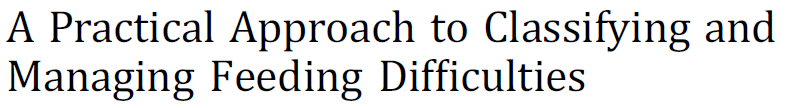 A Practical Approach to Classifying and
Managing Feeding Difficulties